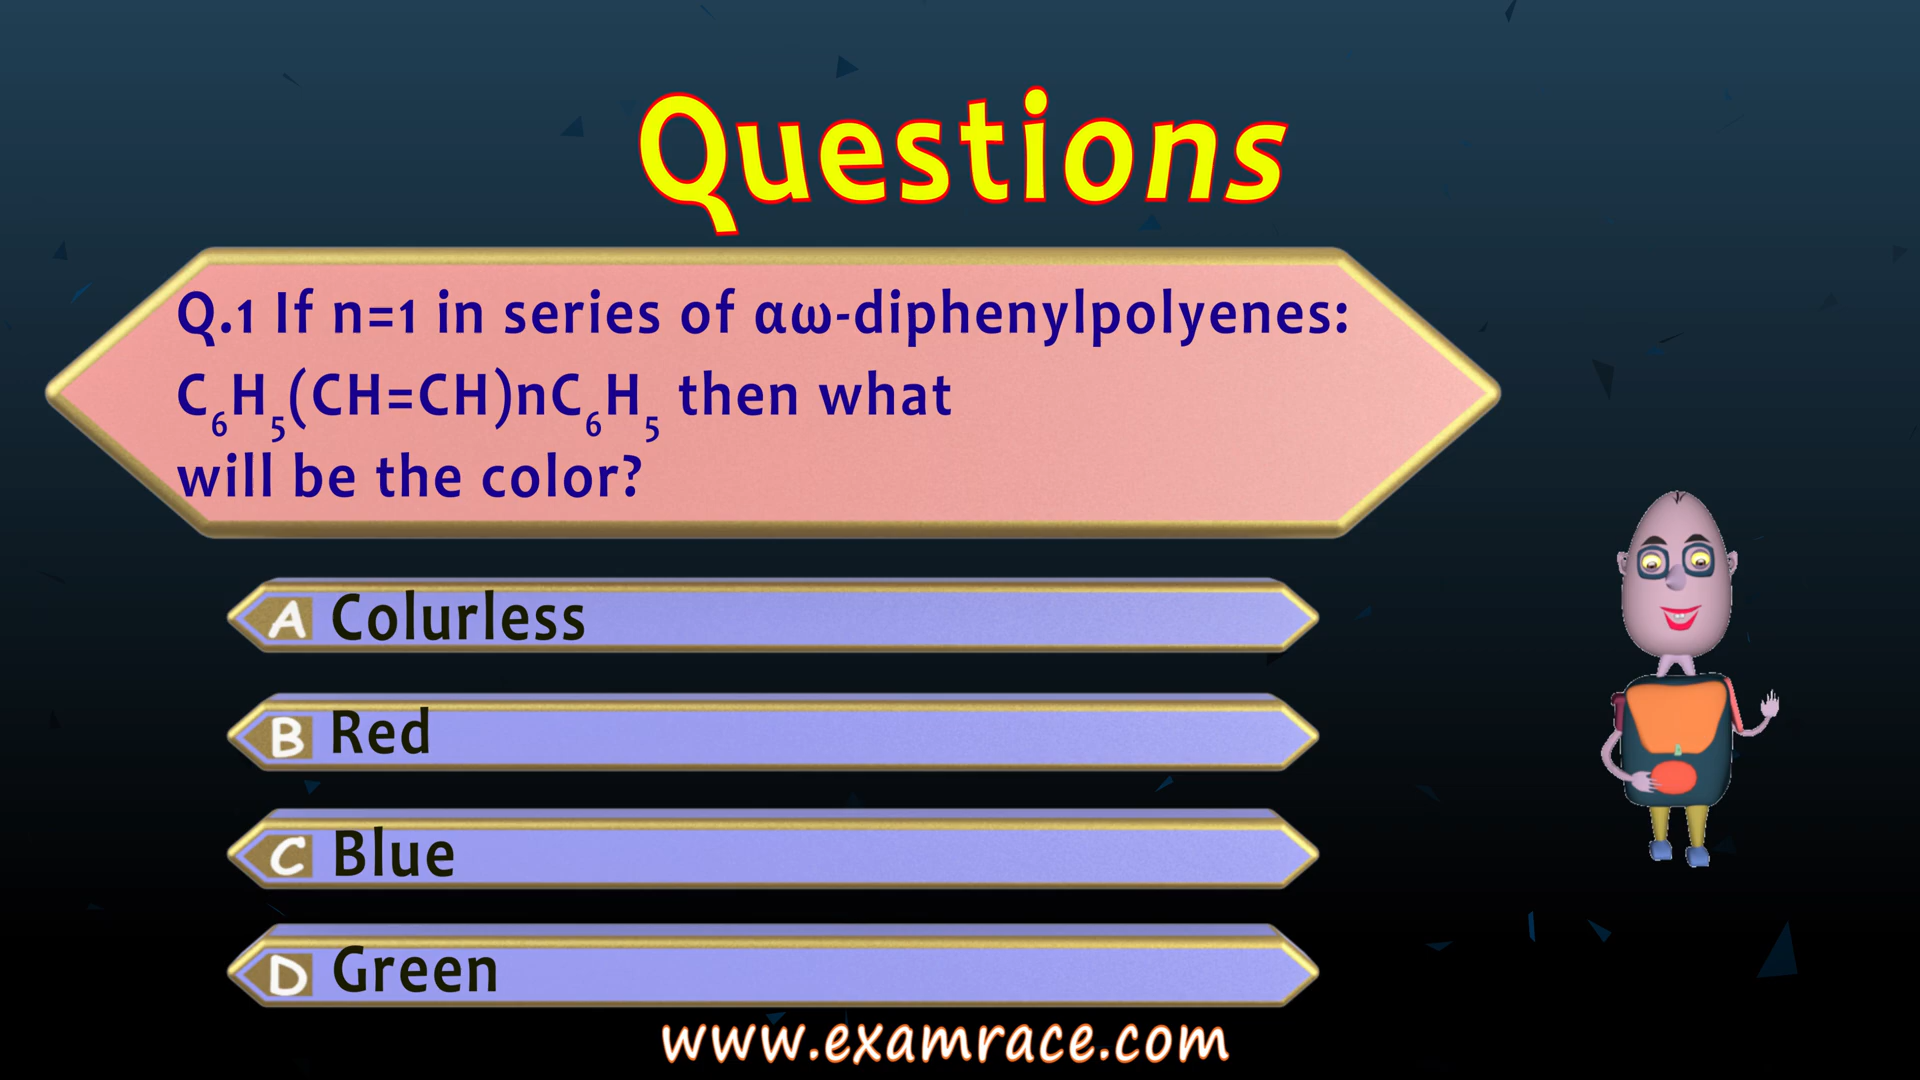 Questions
Q.1 If n=1 in series of αω-diphenylpolyenes:
C₆H₅(CH=CH)nC₆H₅ then what
will be the color?
A Colurless
B Red
C Blue
D Green
www.examrace.com